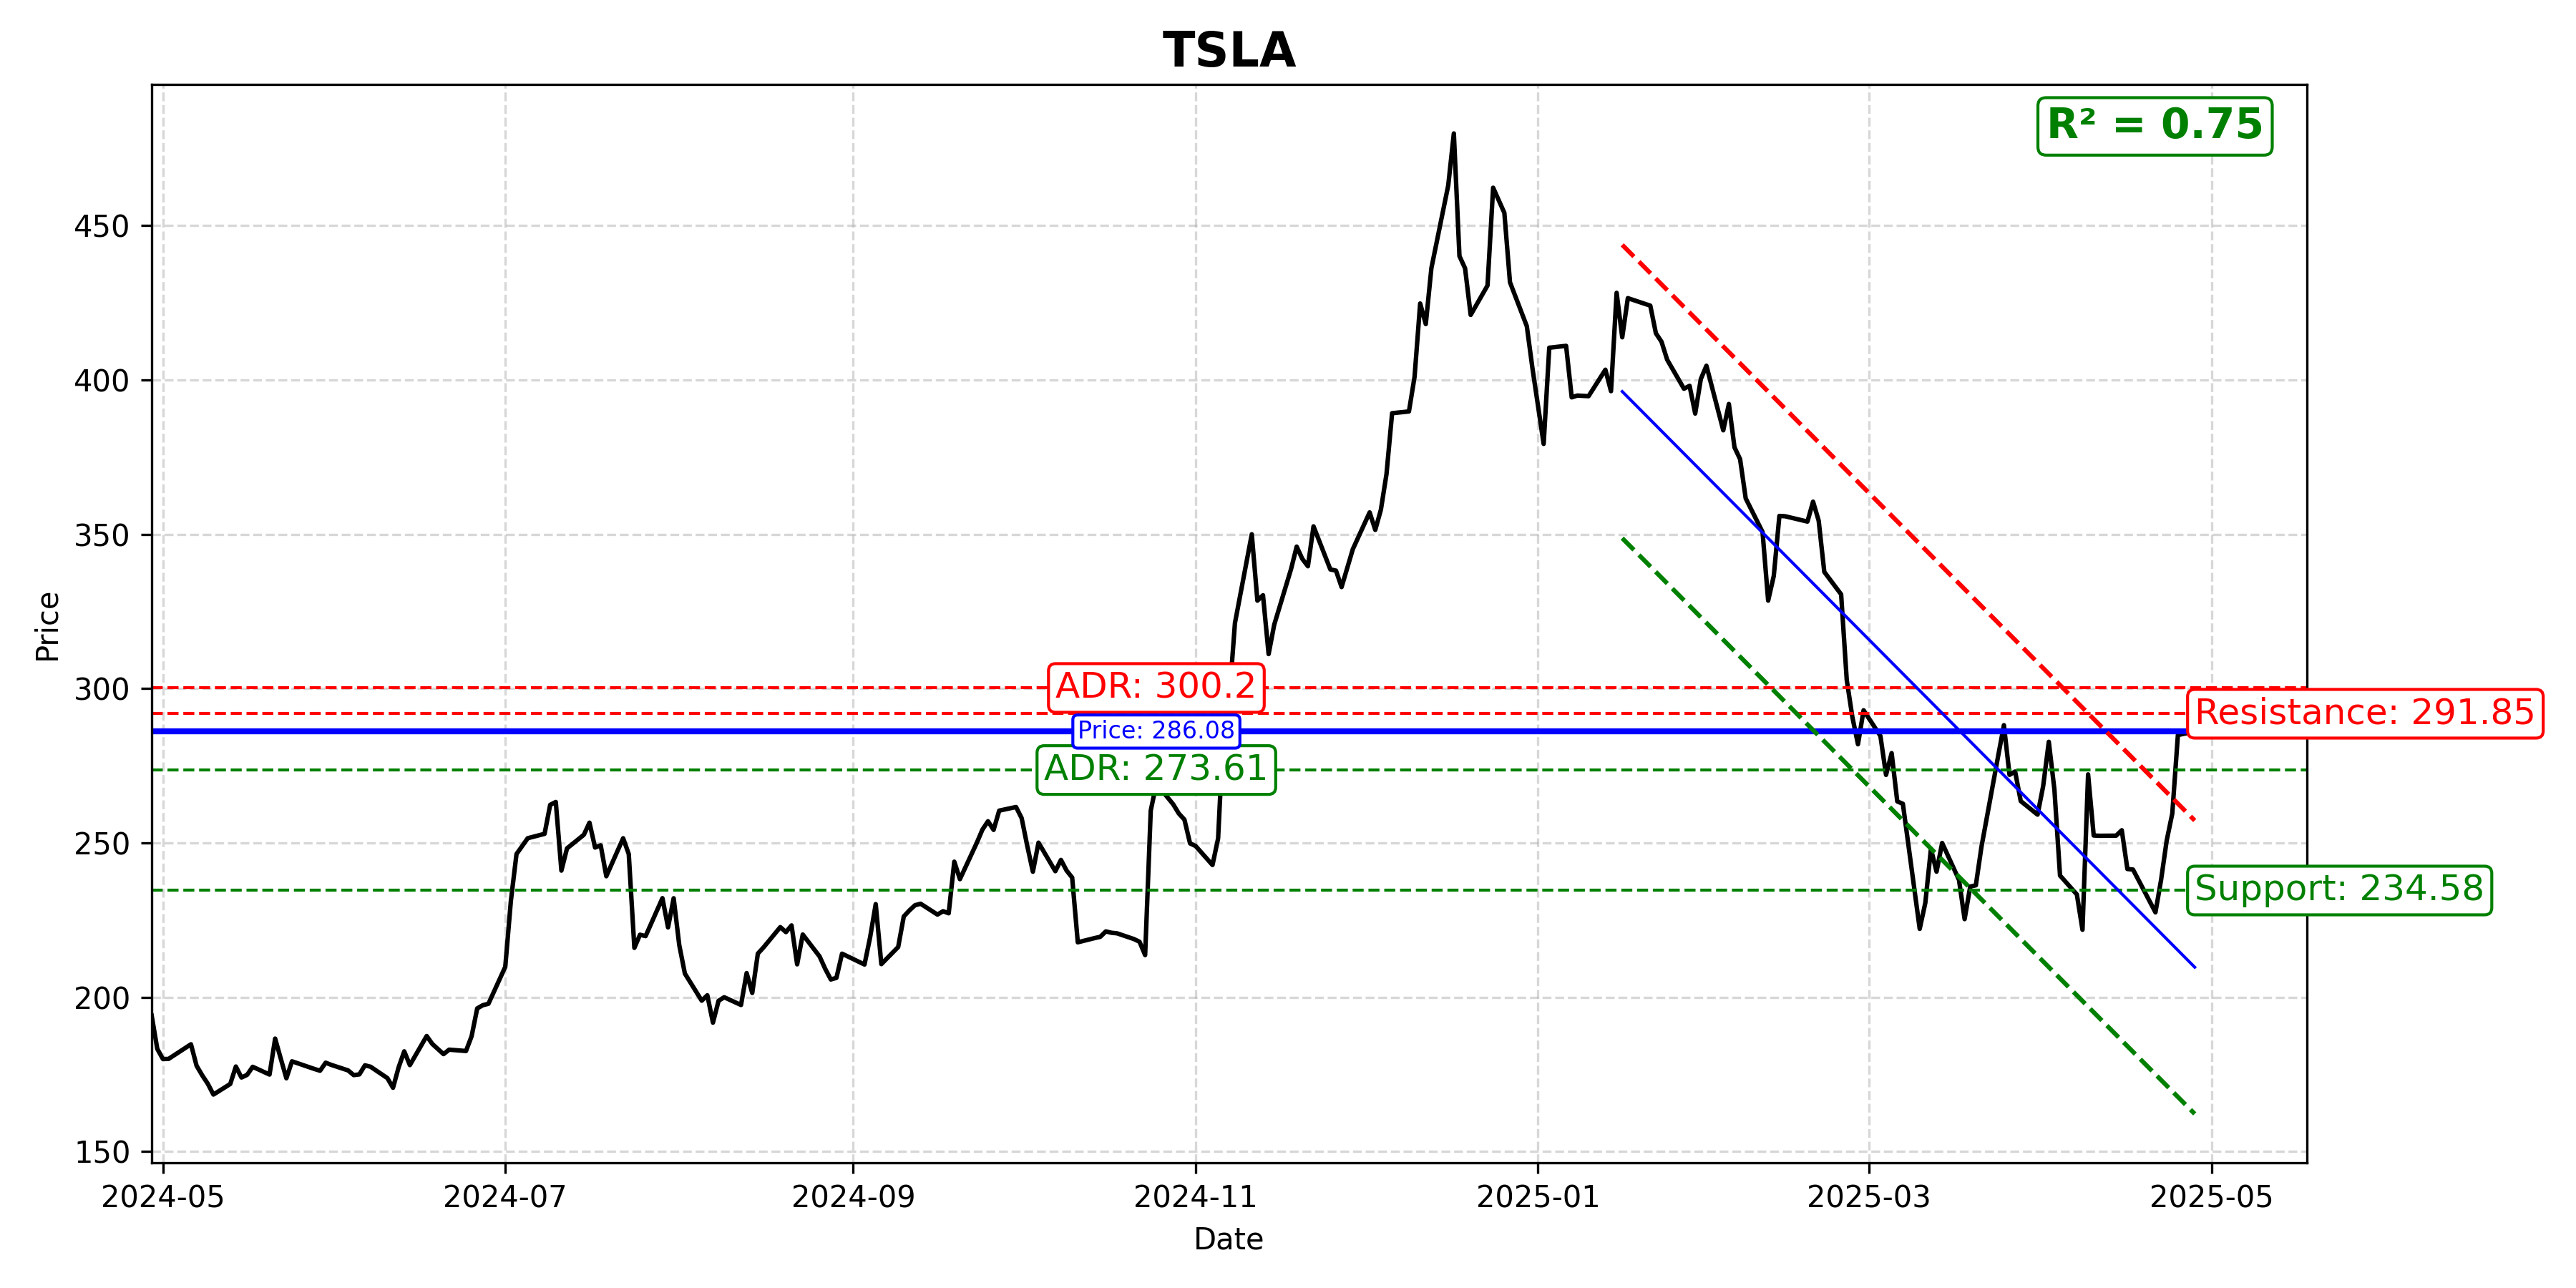 TSLA
R² = 0.75
450
400
350
300
250
200
150
Price
ADR: 300.2
Resistance: 291.85
Price: 286.08
ADR: 273.61
Support: 234.58
2024-05
2024-07
2024-09
2024-11
2025-01
2025-03
2025-05
Date